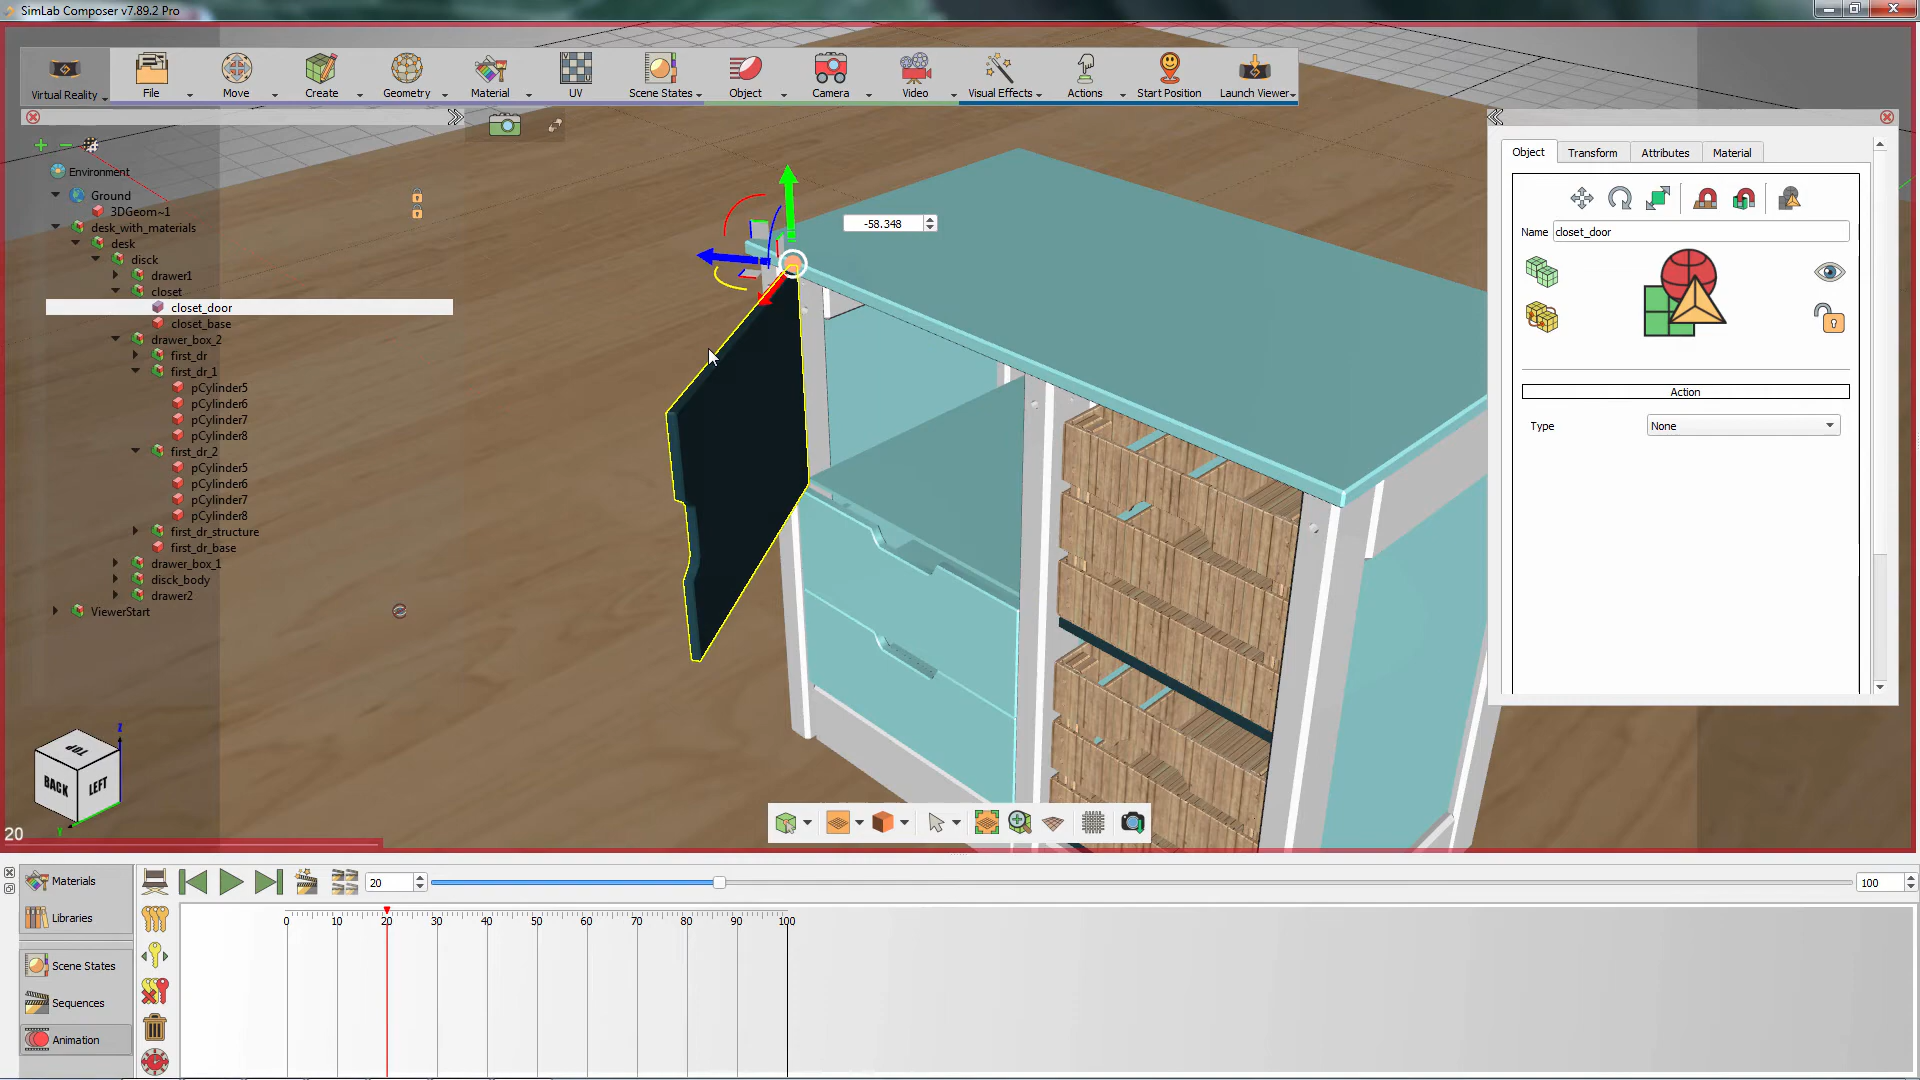 SimLab Composer v7.89.2 Pro
Virtual Reality
File
Move
Create
Geometry
Material
UV
Scene States
Object
Camera
Video
Visual Effects
Actions
Start Position
Launch Viewer
Environment
Ground
3DGeom~1
desk_with_materials
desk
disck
drawer1
closet
closet_door
closet_base
drawer_box_2
first_dr
first_dr_1
pCylinder5
pCylinder6
pCylinder7
pCylinder8
first_dr_2
pCylinder5
pCylinder6
pCylinder7
pCylinder8
first_dr_structure
first_dr_base
drawer_box_1
disck_body
drawer2
ViewerStart
-58.348
Object Transform Attributes Material
Name closet_door
Action
Type None
TOP
BACK LEFT
z
y
20
Materials
Libraries
Scene States
Sequences
Animation
20
100
0 10 20 30 40 50 60 70 80 90 100